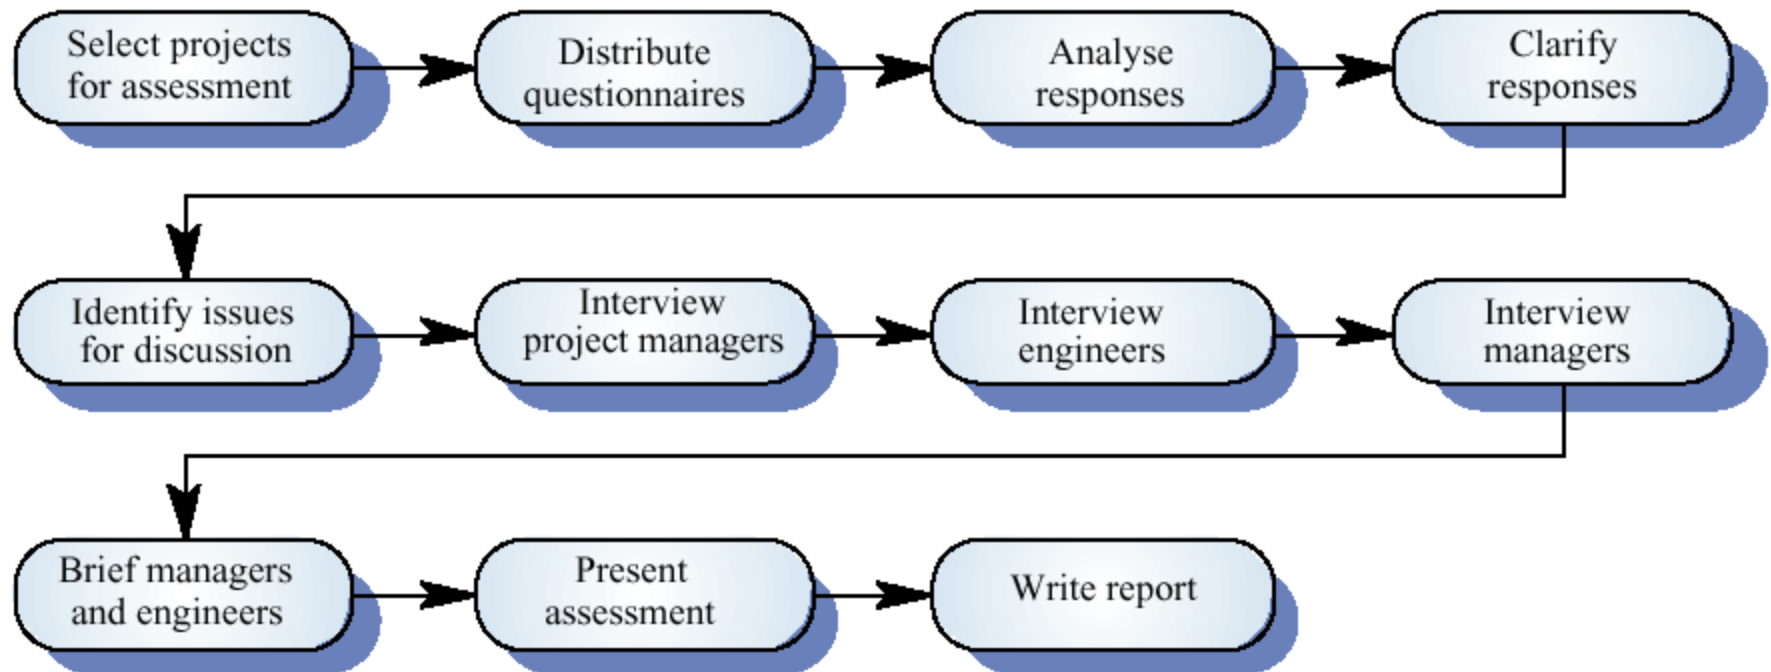 Select projects
for assessment
Distribute
questionnaires
Analyse
responses
Clarify
responses
Identify issues
for discussion
Interview
project managers
Interview
engineers
Interview
managers
Brief managers
and engineers
Present
assessment
Write report